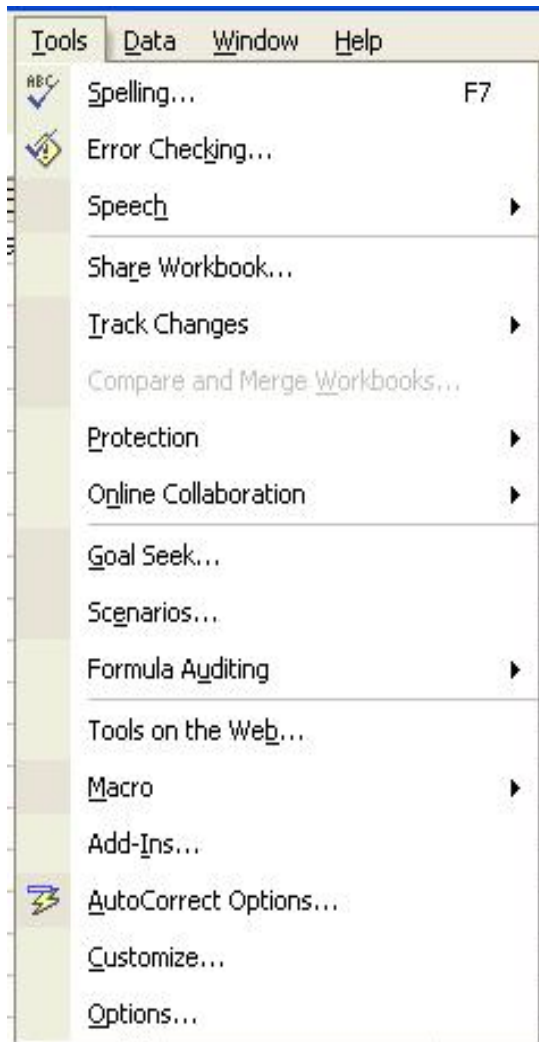 Tools Data Window Help
ABC Spelling... F7
Error Checking...
Speech
Share Workbook...
Track Changes
Compare and Merge Workbooks...
Protection
Online Collaboration
Goal Seek...
Scenarios...
Formula Auditing
Tools on the Web...
Macro
Add-Ins...
AutoCorrect Options...
Customize...
Options...